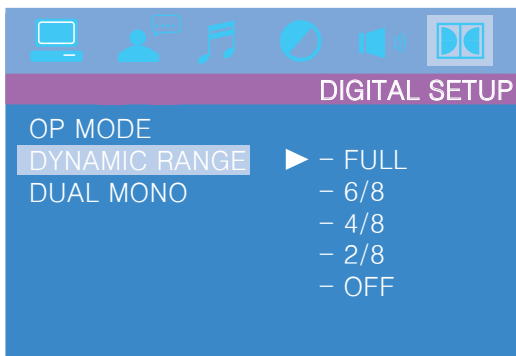 DIGITAL SETUP
OP MODE
DYNAMIC RANGE
DUAL MONO
– FULL
– 6/8
– 4/8
– 2/8
– OFF